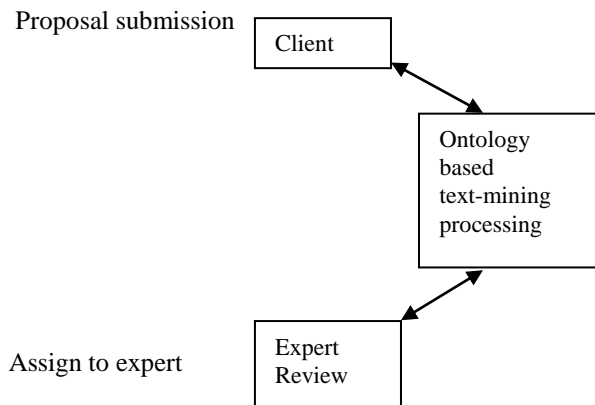 Proposal submission
Client
Ontology
based
text-mining
processing
Assign to expert
Expert
Review